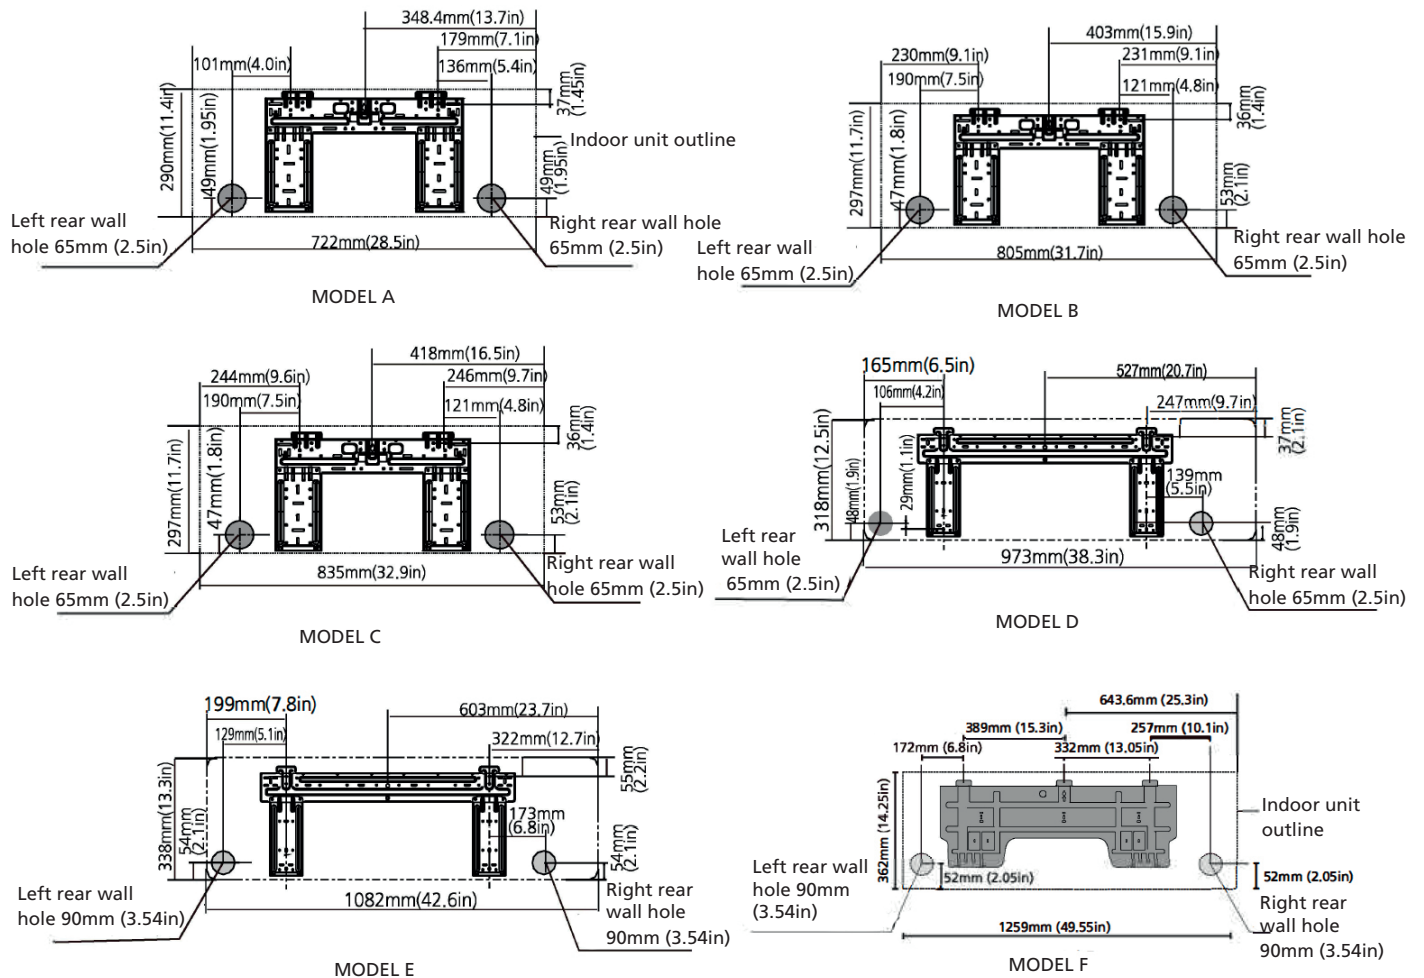 348.4mm(13.7in)
179mm(7.1in)
101mm(4.0in)
136mm(5.4in)
37mm
(1.45in)
290mm(11.4in)
49mm(1.95in)
Indoor unit outline
49mm
(1.95in)
Left rear wall
hole 65mm (2.5in)
722mm(28.5in)
Right rear wall hole
65mm (2.5in)
MODEL A
403mm(15.9in)
230mm(9.1in)
231mm(9.1in)
190mm(7.5in)
121mm(4.8in)
36mm
(1.4in)
297mm(11.7in)
47mm(1.8in)
53mm
(2.1in)
Left rear wall
hole 65mm (2.5in)
805mm(31.7in)
Right rear wall hole
65mm (2.5in)
MODEL B
418mm(16.5in)
244mm(9.6in)
246mm(9.7in)
190mm(7.5in)
121mm(4.8in)
36mm
(1.4in)
297mm(11.7in)
47mm(1.8in)
53mm
(2.1in)
Left rear wall
hole 65mm (2.5in)
835mm(32.9in)
Right rear wall
hole 65mm (2.5in)
MODEL C
165mm(6.5in)
527mm(20.7in)
106mm(4.2in)
247mm(9.7in)
37mm
(2.1in)
318mm(12.5in)
48mm(1.9in)
29mm(1.1in)
139mm
(5.5in)
48mm
(1.9in)
Left rear
wall hole
65mm (2.5in)
973mm(38.3in)
Right rear wall
hole 65mm (2.5in)
MODEL D
199mm(7.8in)
603mm(23.7in)
129mm(5.1in)
322mm(12.7in)
55mm
(2.2in)
338mm(13.3in)
54mm
(2.1in)
173mm
(6.8in)
54mm
(2.1in)
Left rear wall
hole 90mm (3.54in)
1082mm(42.6in)
Right rear
wall hole
90mm (3.54in)
MODEL E
643.6mm (25.3in)
389mm (15.3in)
257mm (10.1in)
172mm (6.8in)
332mm (13.05in)
362mm (14.25in)
Indoor unit
outline
Left rear wall
hole 90mm
(3.54in)
52mm (2.05in)
52mm (2.05in)
1259mm (49.55in)
Right rear
wall hole
90mm (3.54in)
MODEL F